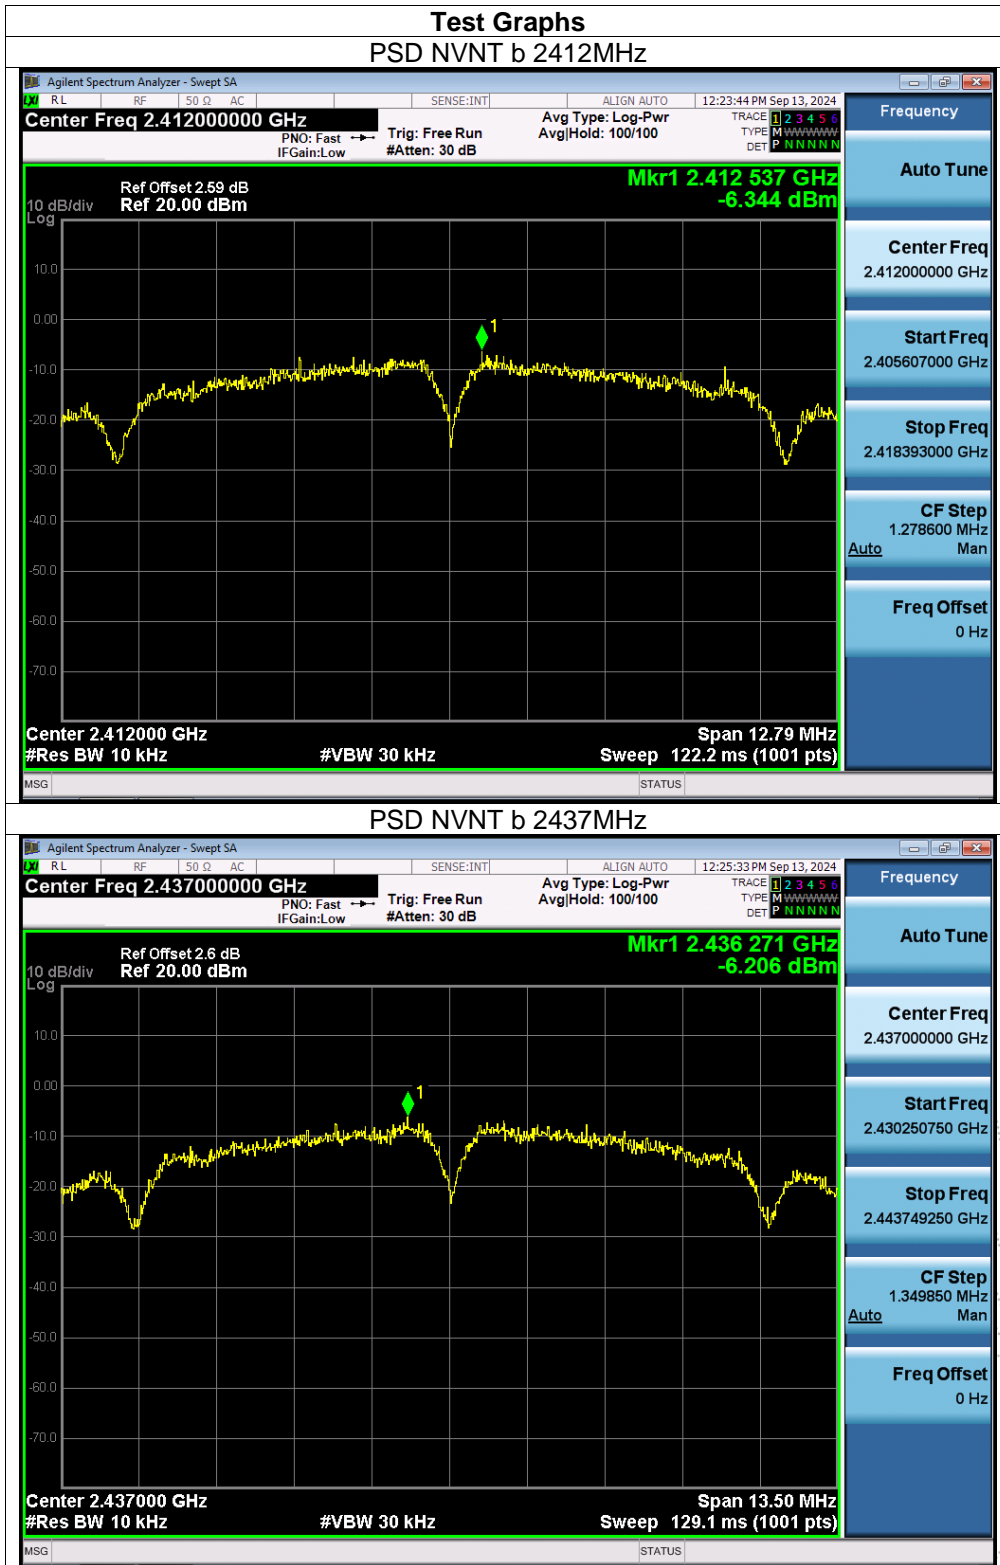 Test Graphs
PSD NVNT b 2412MHz
Agilent Spectrum Analyzer - Swept SA
LXI RL RF 50 Ω AC SENSE:INT ALIGN AUTO 12:23:44 PM Sep 13, 2024
Center Freq 2.412000000 GHz
PNO: Fast
IFGain:Low
Trig: Free Run
#Atten: 30 dB
Avg Type: Log-Pwr
Avg|Hold: 100/100
TRACE 1 2 3 4 5 6
TYPE M W W W W W
DET P N N N N N
Frequency
Auto Tune
Center Freq
2.412000000 GHz
Start Freq
2.405607000 GHz
Stop Freq
2.418393000 GHz
CF Step
1.278600 MHz
Auto Man
Freq Offset
0 Hz
Mkr1 2.412 537 GHz
-6.344 dBm
Ref Offset 2.59 dB
10 dB/div Ref 20.00 dBm
Log
10.0
0.00
-10.0
-20.0
-30.0
-40.0
-50.0
-60.0
-70.0
1
Center 2.412000 GHz Span 12.79 MHz
#Res BW 10 kHz #VBW 30 kHz Sweep 122.2 ms (1001 pts)
MSG STATUS
PSD NVNT b 2437MHz
Agilent Spectrum Analyzer - Swept SA
LXI RL RF 50 Ω AC SENSE:INT ALIGN AUTO 12:25:33 PM Sep 13, 2024
Center Freq 2.437000000 GHz
PNO: Fast
IFGain:Low
Trig: Free Run
#Atten: 30 dB
Avg Type: Log-Pwr
Avg|Hold: 100/100
TRACE 1 2 3 4 5 6
TYPE M W W W W W
DET P N N N N N
Frequency
Auto Tune
Center Freq
2.437000000 GHz
Start Freq
2.430250750 GHz
Stop Freq
2.443749250 GHz
CF Step
1.349850 MHz
Auto Man
Freq Offset
0 Hz
Mkr1 2.436 271 GHz
-6.206 dBm
Ref Offset 2.6 dB
10 dB/div Ref 20.00 dBm
Log
10.0
0.00
-10.0
-20.0
-30.0
-40.0
-50.0
-60.0
-70.0
1
Center 2.437000 GHz Span 13.50 MHz
#Res BW 10 kHz #VBW 30 kHz Sweep 129.1 ms (1001 pts)
MSG STATUS